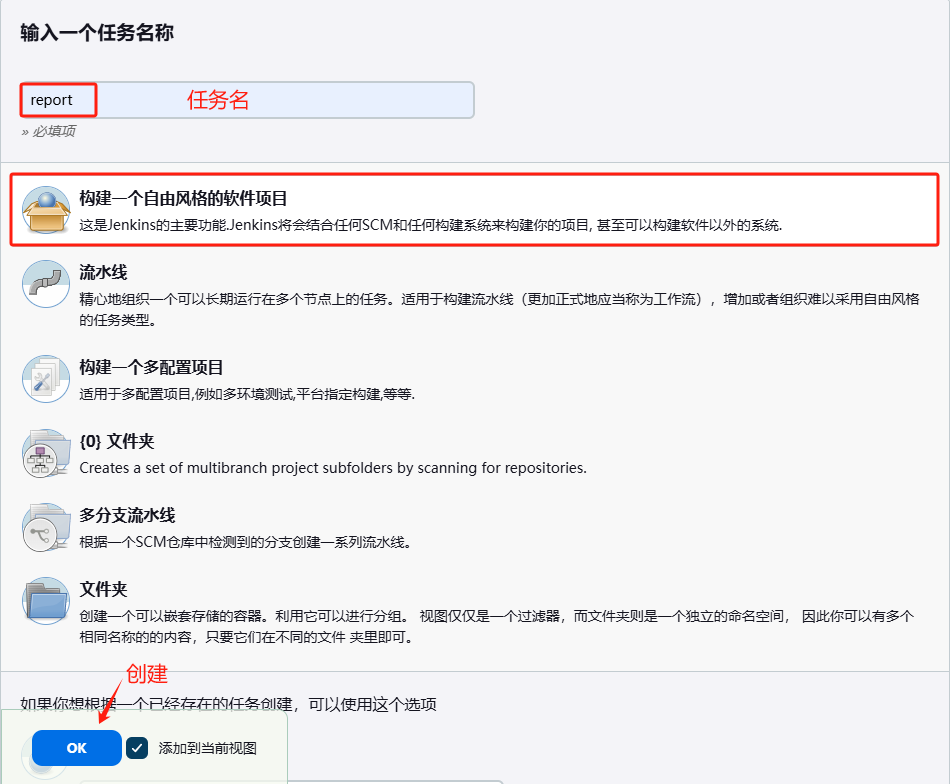 输入一个任务名称
report
任务名
» 必填项
构建一个自由风格的软件项目
这是Jenkins的主要功能.Jenkins将会结合任何SCM和任何构建系统来构建你的项目, 甚至可以构建软件以外的系统.
流水线
精心地组织一个可以长期运行在多个节点上的任务。适用于构建流水线（更加正式地应当称为工作流），增加或者组织难以采用自由风格
的任务类型。
构建一个多配置项目
适用于多配置项目,例如多环境测试,平台指定构建,等等.
{0} 文件夹
Creates a set of multibranch project subfolders by scanning for repositories.
多分支流水线
根据一个SCM仓库中检测到的分支创建一系列流水线。
文件夹
创建一个可以嵌套存储的容器。利用它可以进行分组。 视图仅仅是一个过滤器，而文件夹则是一个独立的命名空间， 因此你可以有多个
相同名称的的内容，只要它们在不同的文件 夹里即可。
创建
如果你想根据一个已经存在的任务创建，可以使用这个选项
OK
添加到当前视图